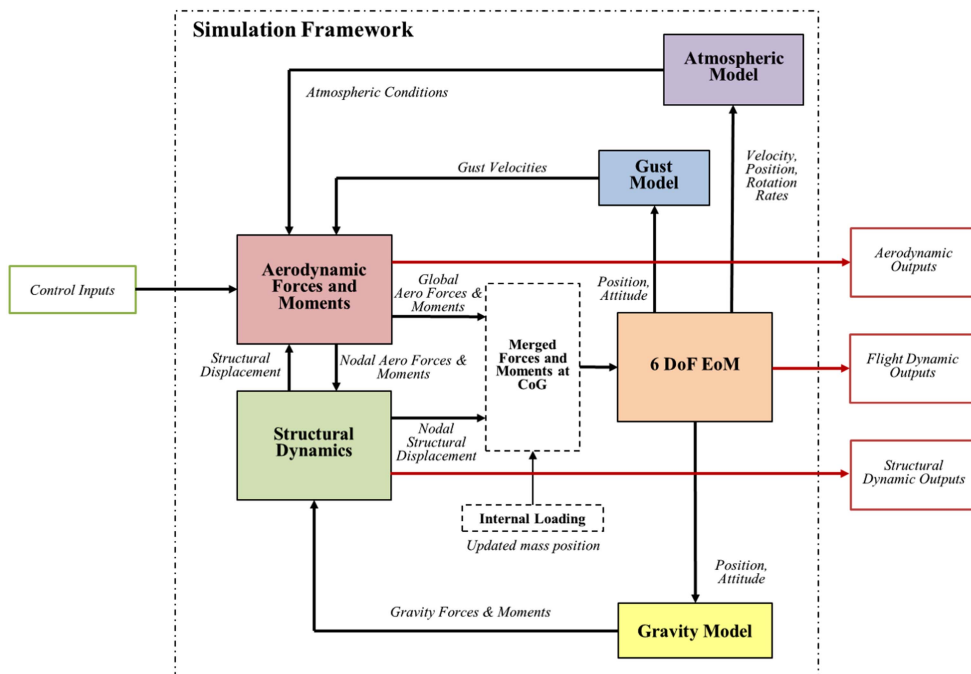 Simulation Framework
Atmospheric
Model
Atmospheric Conditions
Velocity,
Position,
Rotation
Rates
Gust Velocities
Gust
Model
Aerodynamic
Forces and
Moments
Global
Aero Forces &
Moments
Position,
Attitude
Aerodynamic
Outputs
Control Inputs
Structural
Displacement
Nodal Aero Forces &
Moments
Merged
Forces and
Moments at
CoG
6 DoF EoM
Flight Dynamic
Outputs
Structural
Dynamics
Nodal
Structural
Displacement
Structural
Dynamic Outputs
Internal Loading
Updated mass position
Position,
Attitude
Gravity Forces & Moments
Gravity Model